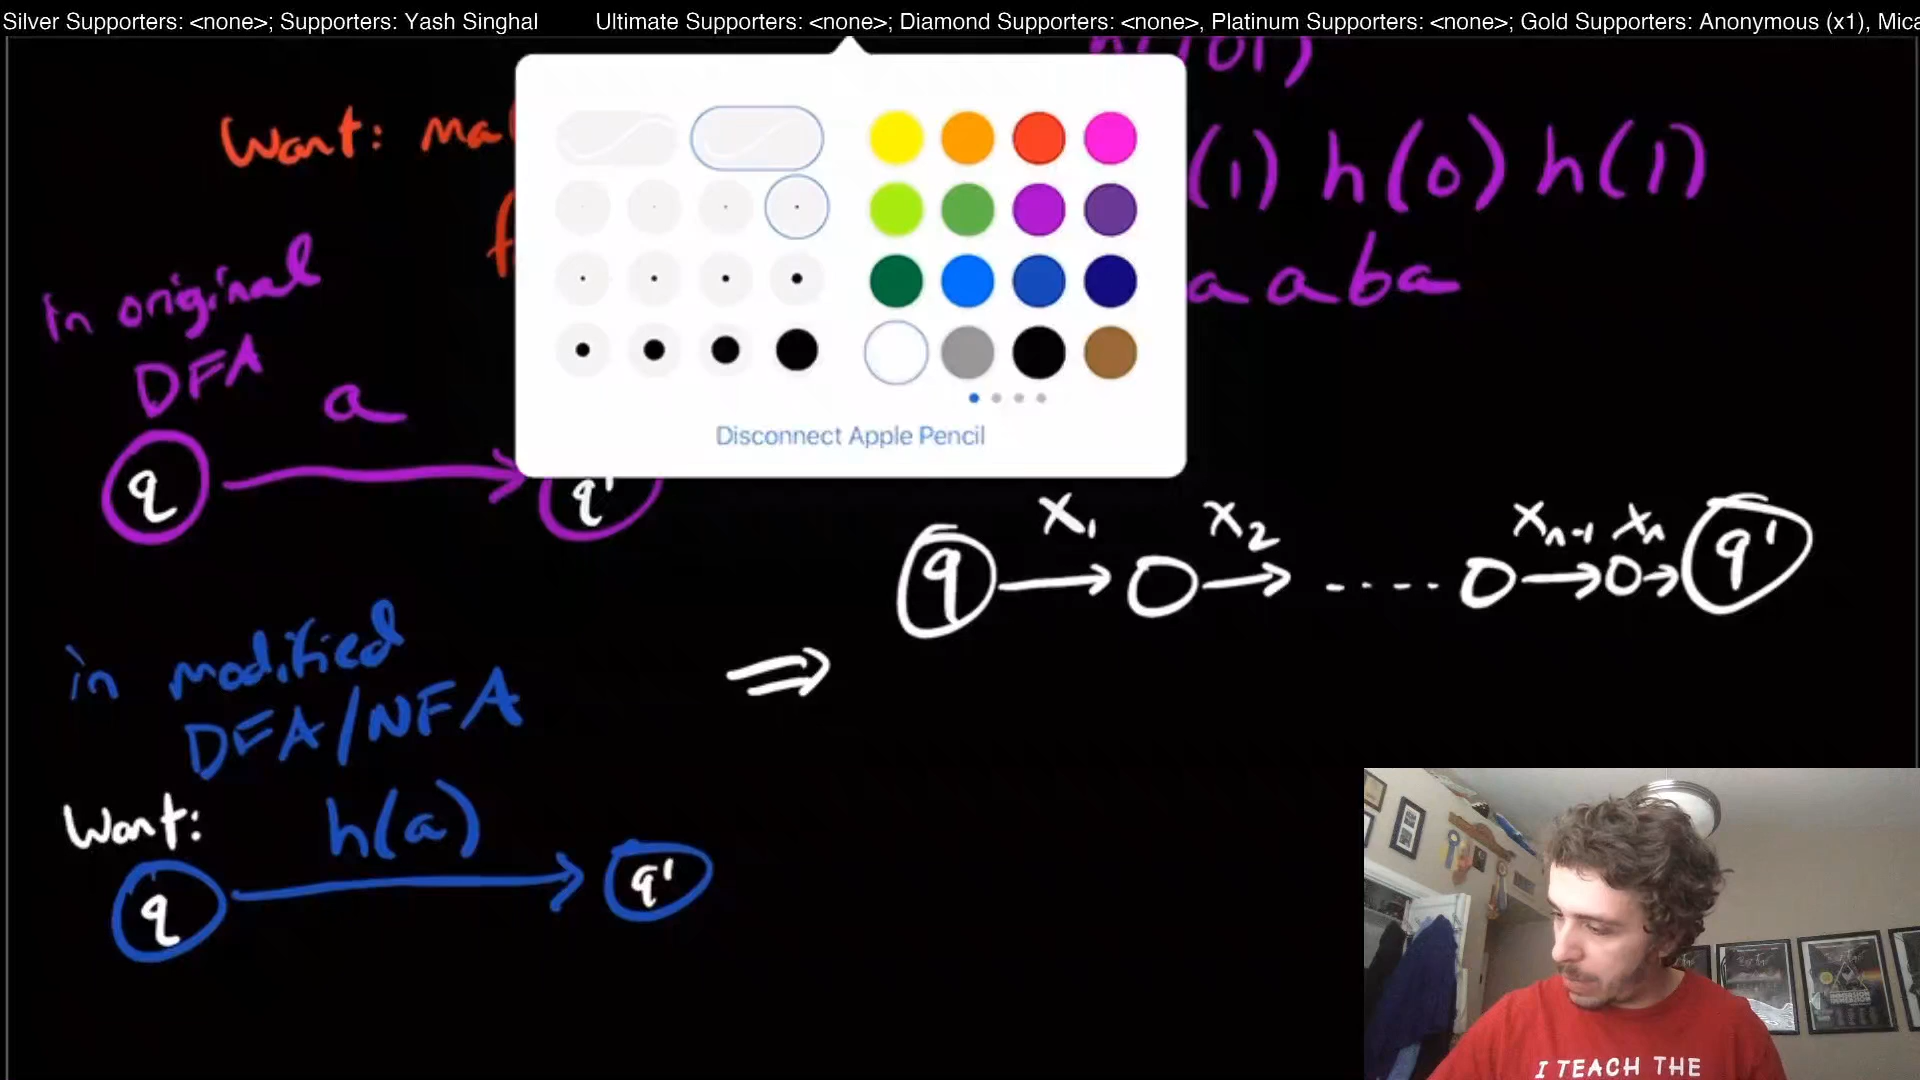 Silver Supporters: <none>; Supporters: Yash Singhal Ultimate Supporters: <none>; Diamond Supporters: <none>, Platinum Supporters: <none>; Gold Supporters: Anonymous (x1), Mica
Want:
(1) h(0) h(1)
in original
DFA
a a b a
a
Disconnect Apple Pencil
q
q'
x1 x2 xn-1 xn
q q'
.....
in modified
DFA/NFA
⇒
Want: h(a)
q
q'
I TEACH THE